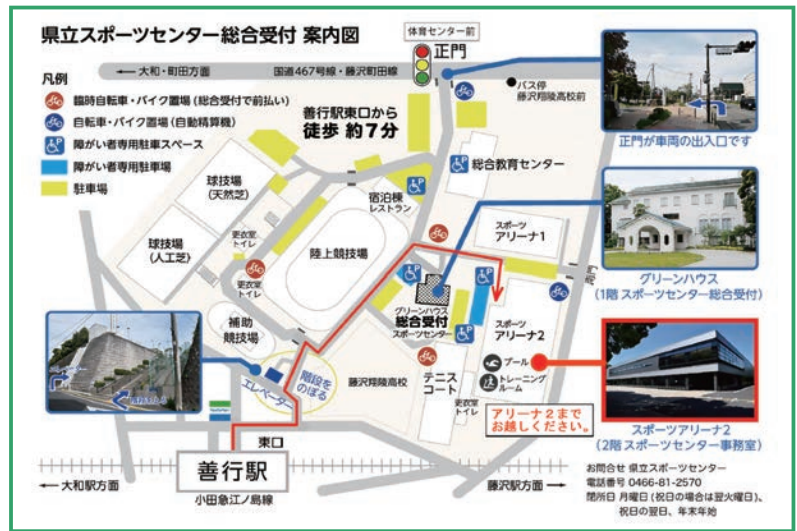 県立スポーツセンター総合受付 案内図
体育センター前
正門
← 大和・町田方面
国道467号線・藤沢町田線
バス停
藤沢翔陵高校前
凡例
臨時自転車・バイク置場(総合受付で前払い)
自転車・バイク置場(自動精算機)
障がい者専用駐車スペース
障がい者専用駐車場
駐車場
善行駅東口から
徒歩 約7分
正門が車両の出入口です
総合教育センター
球技場
(天然芝)
宿泊棟
レストラン
球技場
(人工芝)
更衣室
トイレ
陸上競技場
スポーツ
アリーナ1
グリーンハウス
(1階 スポーツセンター総合受付)
更衣室
トイレ
グリーンハウス
総合受付
スポーツセンター
補助
競技場
スポーツ
アリーナ2
プール
トレーニング
ルーム
階段を
のぼる
エレベーター
藤沢翔陵高校
テニス
コート
更衣室
トイレ
アリーナ2まで
お越しください。
スポーツアリーナ2
(2階 スポーツセンター事務室)
東口
善行駅
小田急江ノ島線
← 大和駅方面
藤沢駅方面 →
お問合せ 県立スポーツセンター
電話番号 0466-81-2570
閉所日 月曜日(祝日の場合は翌火曜日)、
祝日の翌日、年末年始